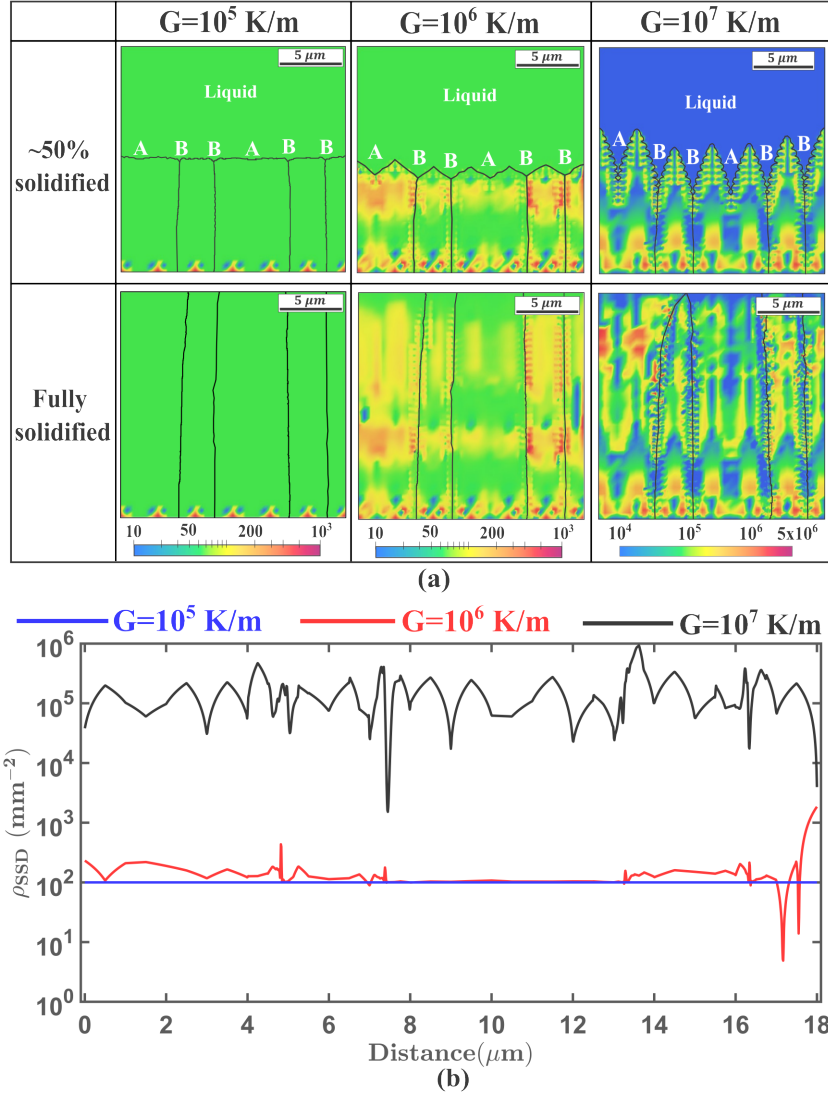 G=10⁵ K/m G=10⁶ K/m G=10⁷ K/m
~50% solidified
5 μm
Liquid
A B B A B B
5 μm
Liquid
A B B A B B
5 μm
Liquid
A B B A B B
Fully solidified
5 μm
5 μm
5 μm
10 50 200 10³
10 50 200 10³
10⁴ 10⁵ 10⁶ 5x10⁶
(a)
G=10⁵ K/m G=10⁶ K/m G=10⁷ K/m
ρSSD (mm⁻²)
10⁶
10⁵
10⁴
10³
10²
10¹
10⁰
0 2 4 6 8 10 12 14 16 18
Distance(μm)
(b)